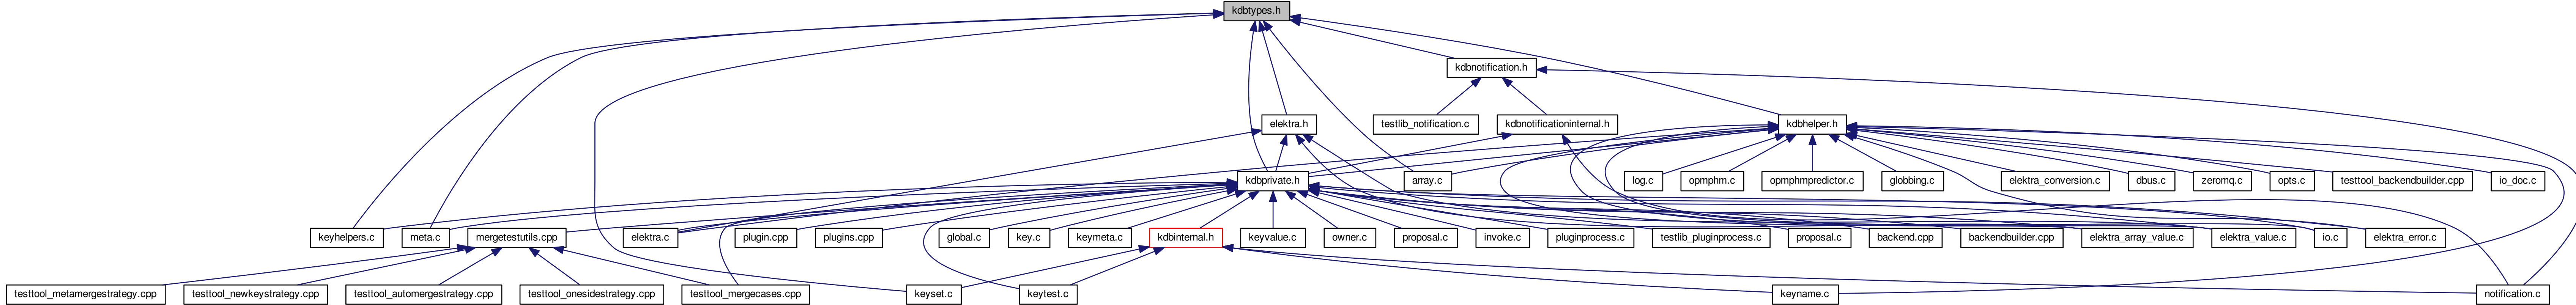 kdbtypes.h
kdbnotification.h
elektra.h
testlib_notification.c
kdbnotificationinternal.h
kdbhelper.h
kdbprivate.h
array.c
log.c
opmphm.c
opmphmpredictor.c
globbing.c
elektra_conversion.c
dbus.c
zeromq.c
opts.c
testtool_backendbuilder.cpp
io_doc.c
keyhelpers.c
meta.c
mergetestutils.cpp
elektra.c
plugin.cpp
plugins.cpp
global.c
key.c
keymeta.c
kdbinternal.h
keyvalue.c
owner.c
proposal.c
invoke.c
pluginprocess.c
testlib_pluginprocess.c
proposal.c
backend.cpp
backendbuilder.cpp
elektra_array_value.c
elektra_value.c
io.c
elektra_error.c
testtool_metamergestrategy.cpp
testtool_newkeystrategy.cpp
testtool_automergestrategy.cpp
testtool_onesidestrategy.cpp
testtool_mergecases.cpp
keyset.c
keytest.c
keyname.c
notification.c